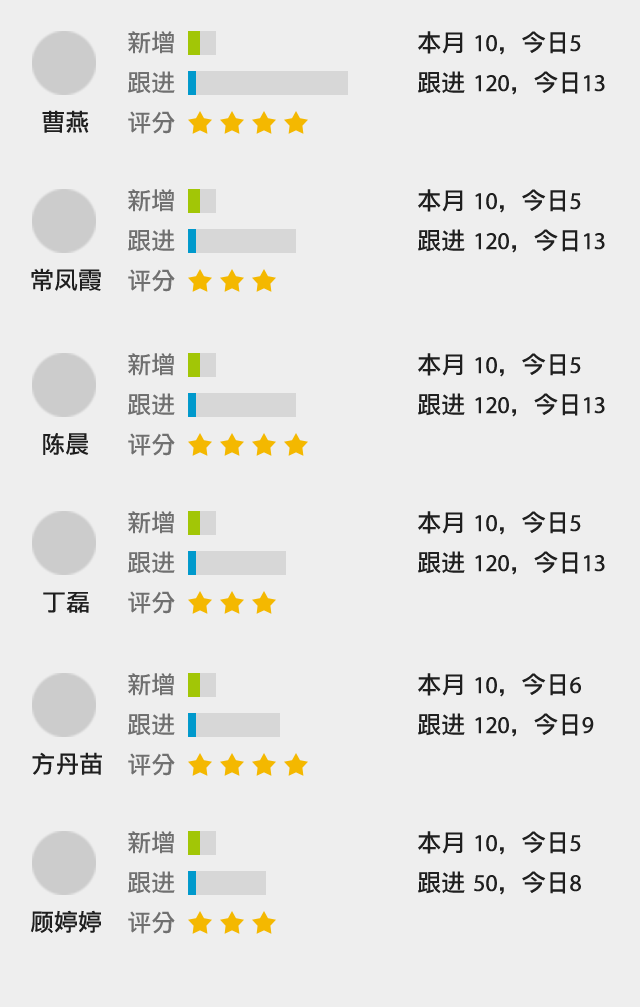 新增 本月 10，今日5
跟进 跟进 120，今日13
曹燕 评分
新增 本月 10，今日5
跟进 跟进 120，今日13
常凤霞 评分
新增 本月 10，今日5
跟进 跟进 120，今日13
陈晨 评分
新增 本月 10，今日5
跟进 跟进 120，今日13
丁磊 评分
新增 本月 10，今日6
跟进 跟进 120，今日9
方丹苗 评分
新增 本月 10，今日5
跟进 跟进 50，今日8
顾婷婷 评分